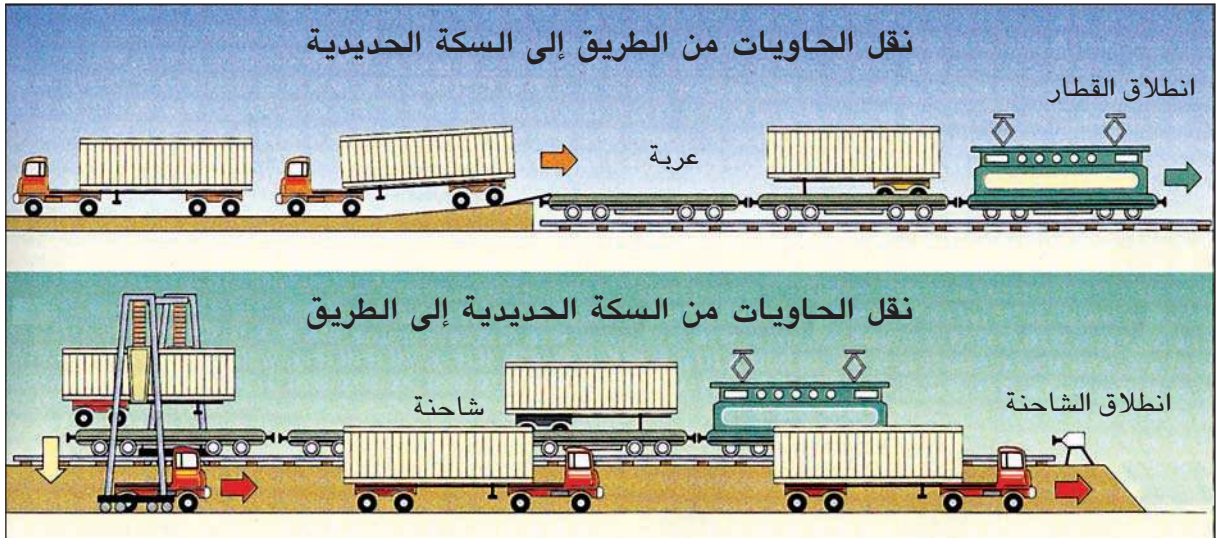 نقل الحاويات من الطريق إلى السكة الحديدية
انطلاق القطار
عربة
نقل الحاويات من السكة الحديدية إلى الطريق
انطلاق الشاحنة
شاحنة